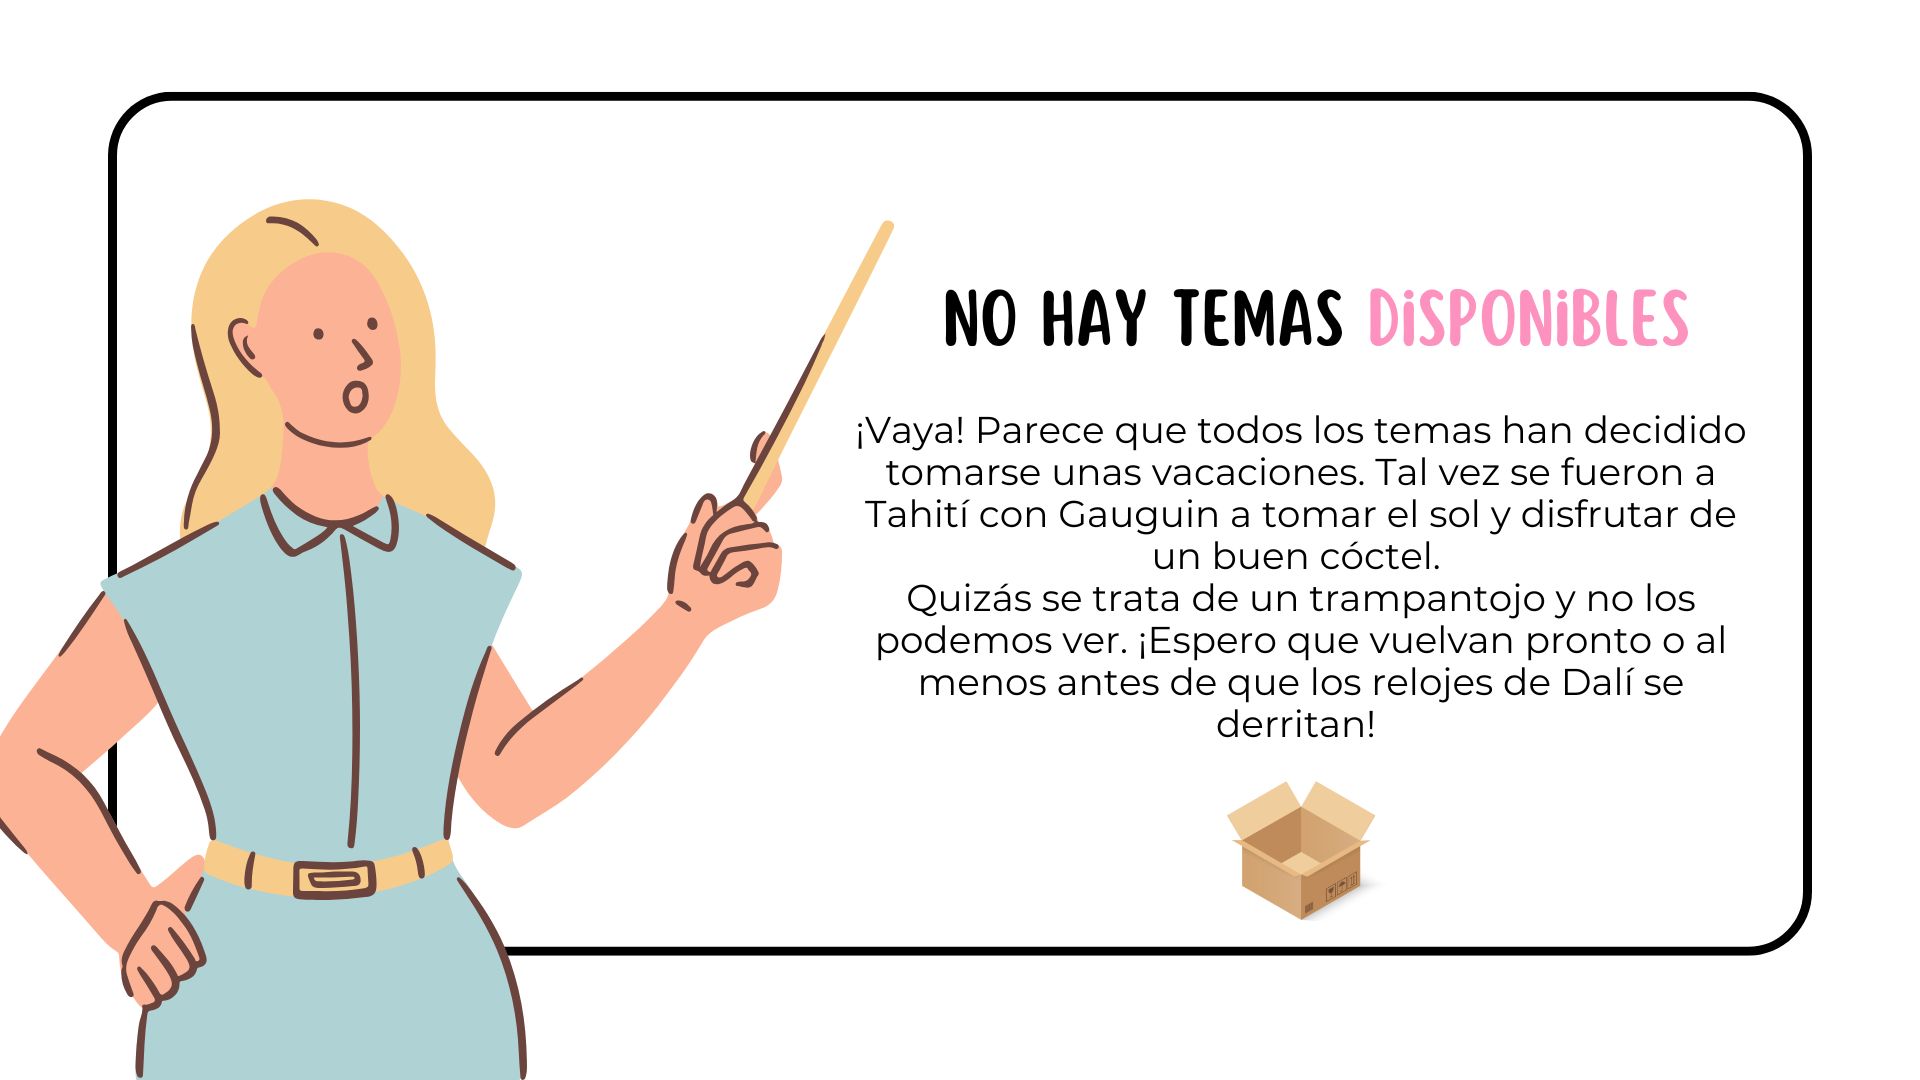 NO HAY TEMAS DiSPONiBLES
¡Vaya! Parece que todos los temas han decidido
tomarse unas vacaciones. Tal vez se fueron a
Tahití con Gauguin a tomar el sol y disfrutar de
un buen cóctel.
Quizás se trata de un trampantojo y no los
podemos ver. ¡Espero que vuelvan pronto o al
menos antes de que los relojes de Dalí se
derritan!